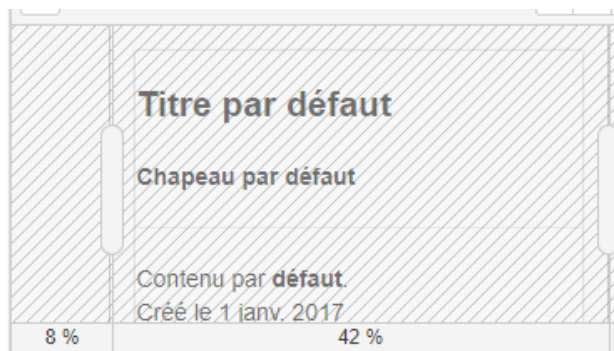 Titre par défaut
Chapeau par défaut
Contenu par défaut.
Créé le 1 janv. 2017
8 %
42 %